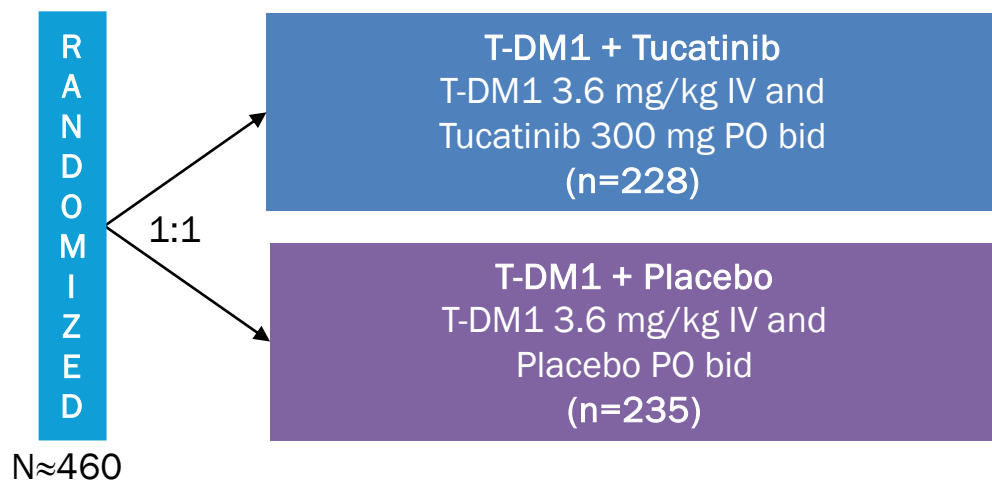 RANDOMIZED
T-DM1 + Tucatinib
T-DM1 3.6 mg/kg IV and
Tucatinib 300 mg PO bid
(n=228)
1:1
T-DM1 + Placebo
T-DM1 3.6 mg/kg IV and
Placebo PO bid
(n=235)
N≈460